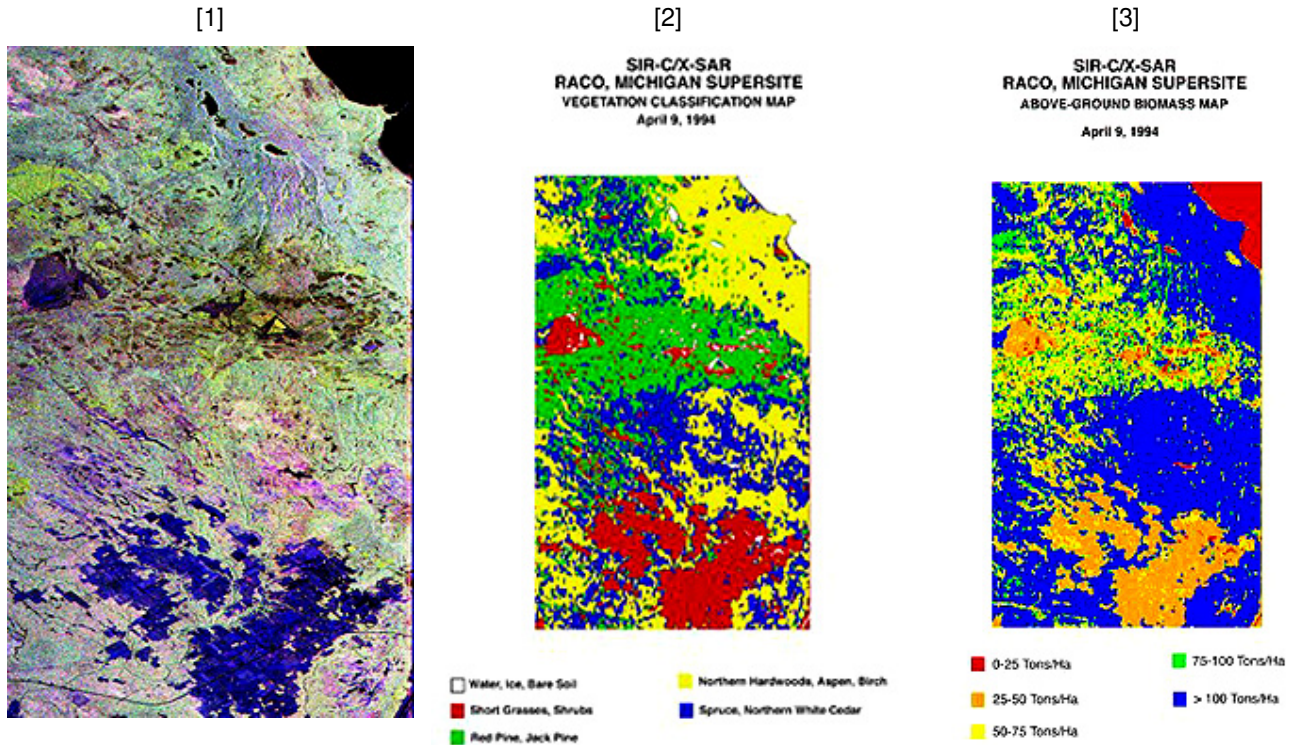 [1]
[2]
[3]
SIR-C/X-SAR
RACO, MICHIGAN SUPERSITE
VEGETATION CLASSIFICATION MAP
April 9, 1994
SIR-C/X-SAR
RACO, MICHIGAN SUPERSITE
ABOVE-GROUND BIOMASS MAP
April 9, 1994
Water, Ice, Bare Soil
Short Grasses, Shrubs
Red Pine, Jack Pine
Northern Hardwoods, Aspen, Birch
Spruce, Northern White Cedar
0-25 Tons/Ha
25-50 Tons/Ha
50-75 Tons/Ha
75-100 Tons/Ha
> 100 Tons/Ha